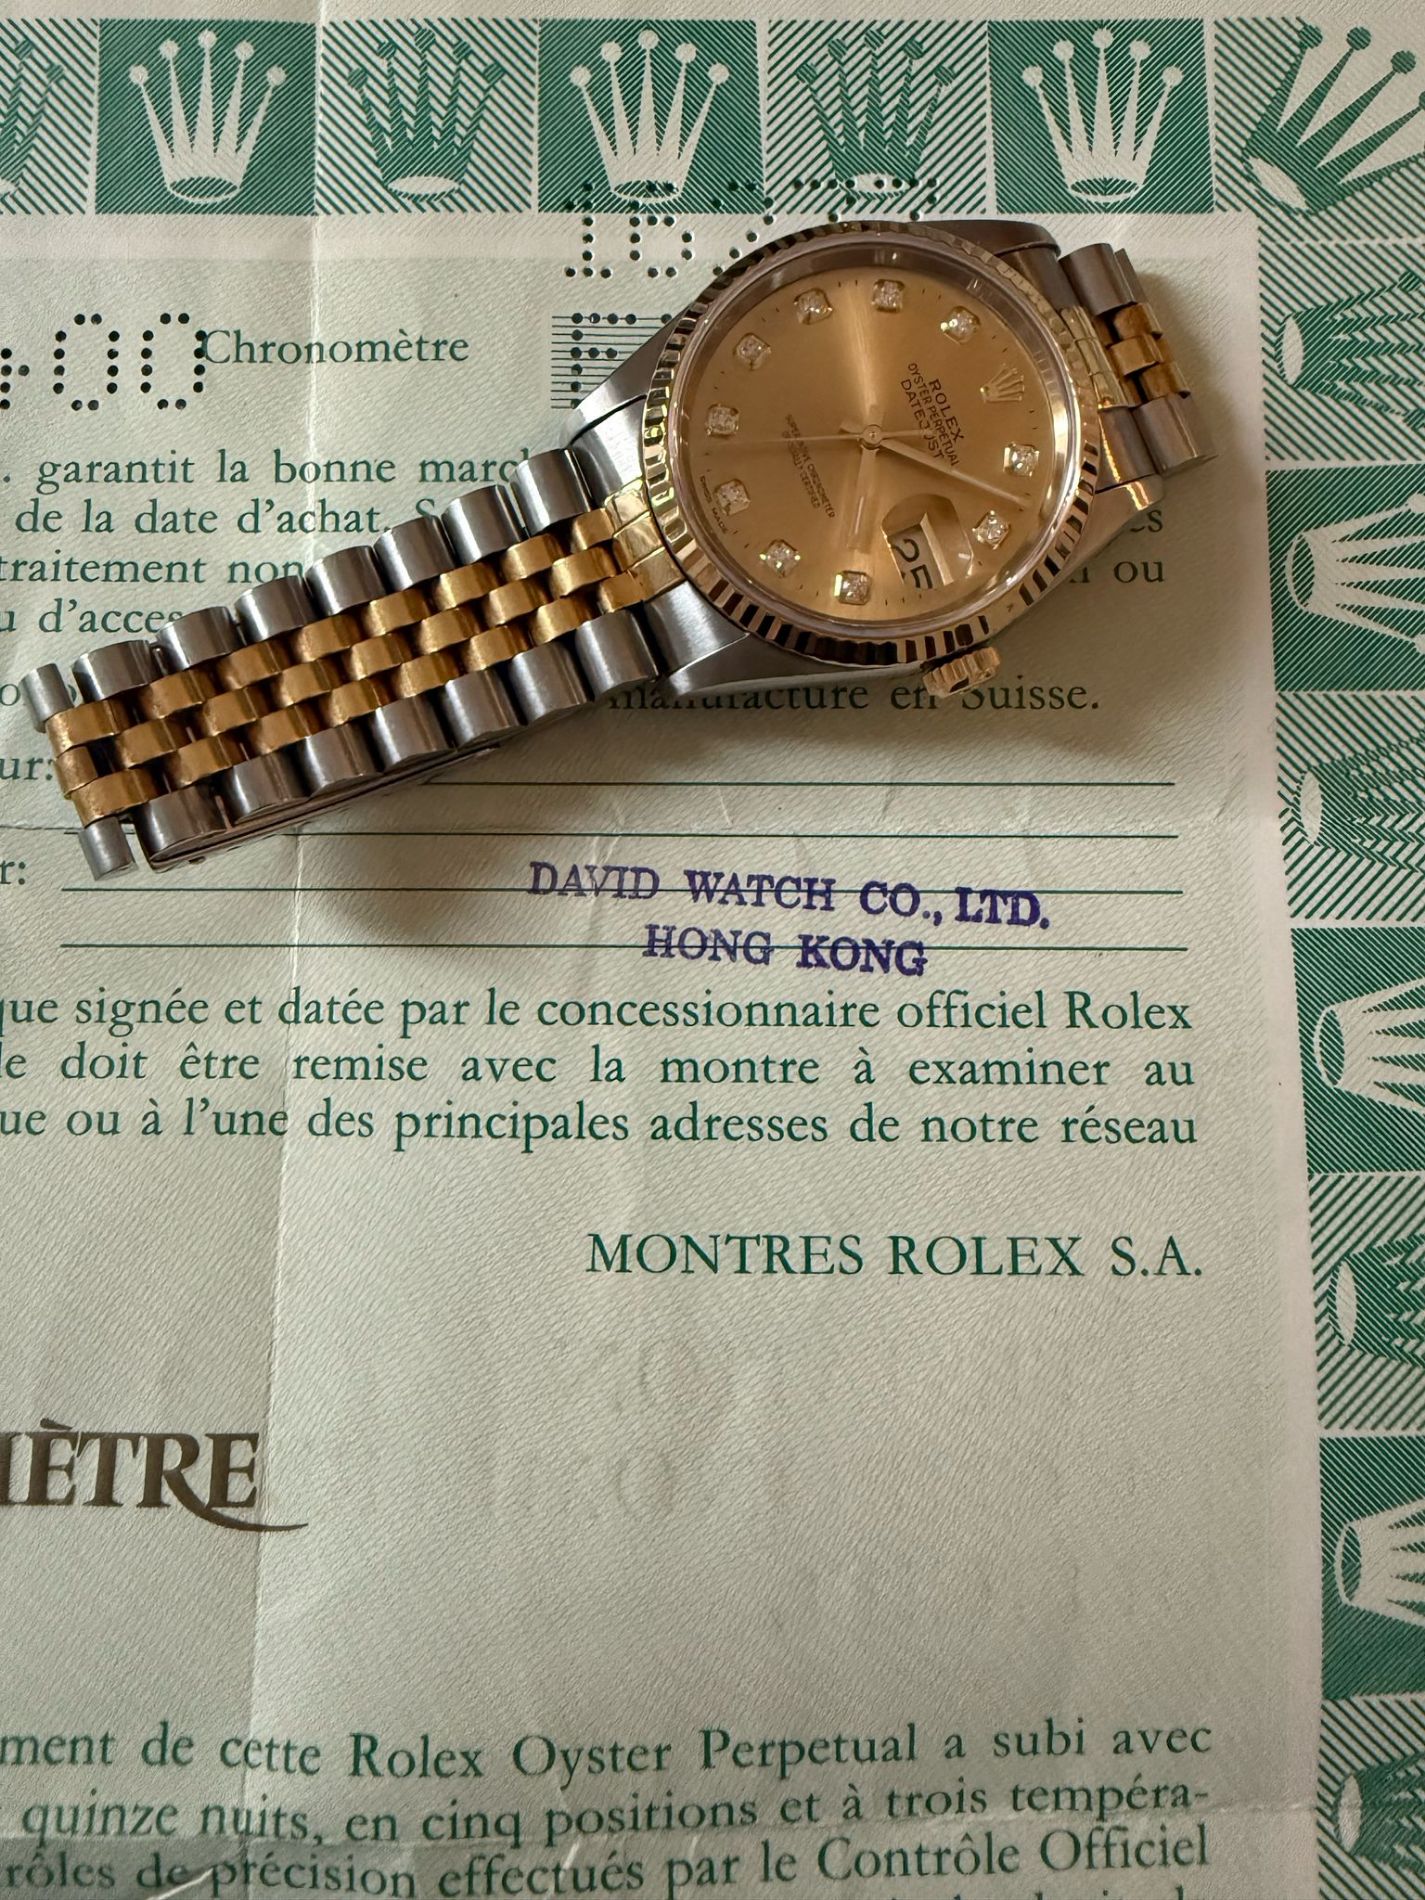 400 Chronomètre
. garantit la bonne
de la date d'achat.
traitement ou
ROLEX
OYSTER PERPETUAL
DATEJUST
25
manufacture en Suisse.
ur:
r:
DAVID WATCH CO., LTD.
HONG KONG
que signée et datée par le concessionnaire officiel Rolex
le doit être remise avec la montre à examiner au
ue ou à l'une des principales adresses de notre réseau
MONTRES ROLEX S.A.
MÈTRE
ment de cette Rolex Oyster Perpetual a subi avec
quinze nuits, en cinq positions et à trois tempéra-
rôles de précision effectués par le Contrôle Officiel